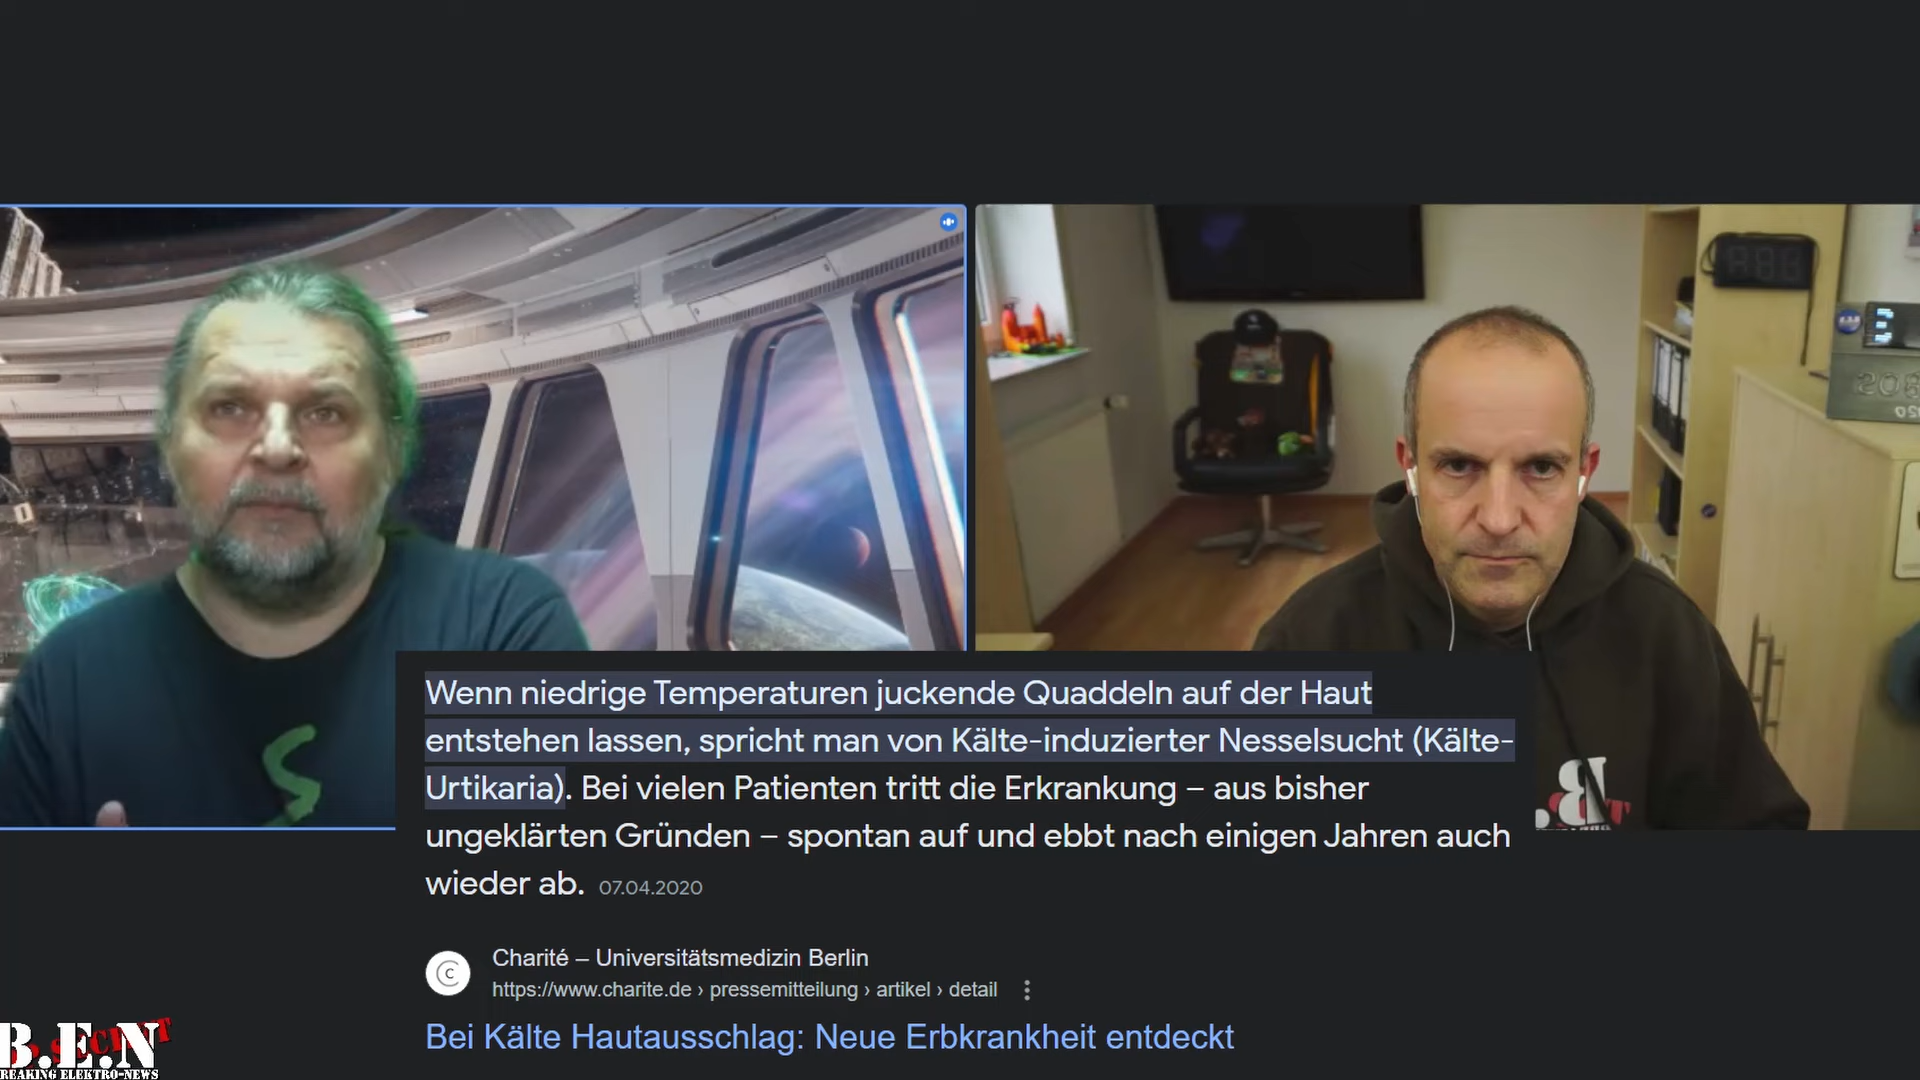 Wenn niedrige Temperaturen juckende Quaddeln auf der Haut
entstehen lassen, spricht man von Kälte-induzierter Nesselsucht (Kälte-
Urtikaria). Bei vielen Patienten tritt die Erkrankung – aus bisher
ungeklärten Gründen – spontan auf und ebbt nach einigen Jahren auch
wieder ab. 07.04.2020
Charité – Universitätsmedizin Berlin
https://www.charite.de › pressemitteilung › artikel › detail
Bei Kälte Hautausschlag: Neue Erbkrankheit entdeckt
B.E.N
REAKING ELEKTRO-NEWS